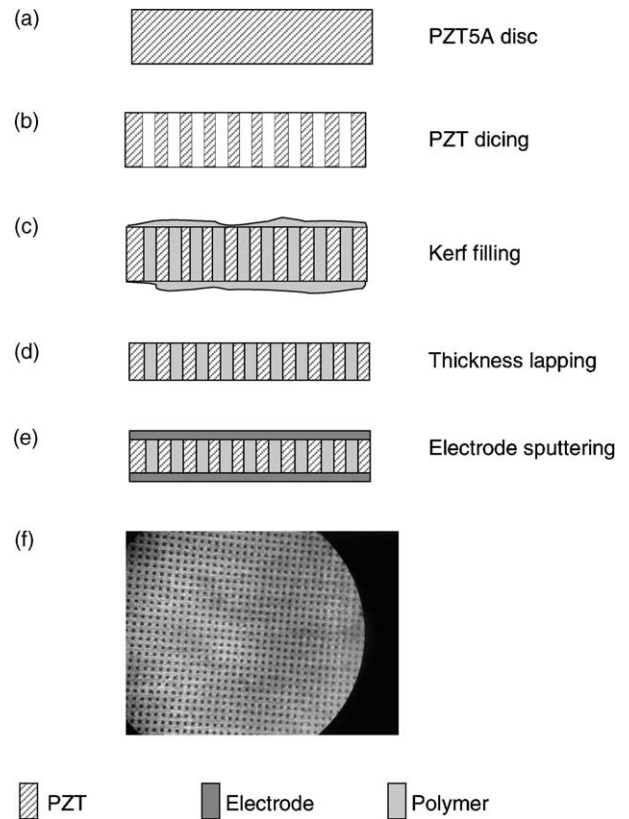 (a)
PZT5A disc
(b)
PZT dicing
(c)
Kerf filling
(d)
Thickness lapping
(e)
Electrode sputtering
(f)
PZT
Electrode
Polymer